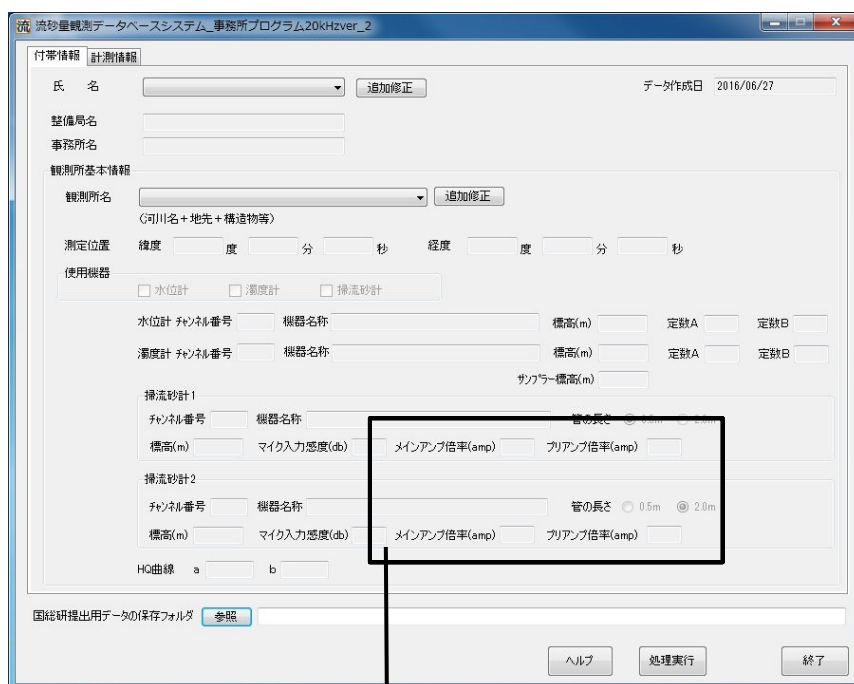 流 流砂量観測データベースシステム_事務所プログラム20kHzver_2
付帯情報 計測情報
氏 名 追加修正 データ作成日 2016/06/27
整備局名
事務所名
観測所基本情報
観測所名 追加修正
(河川名+地先+構造物等)
測定位置 緯度 度 分 秒 経度 度 分 秒
使用機器
水位計 濁度計 掃流砂計
水位計 チャンネル番号 機器名称 標高(m) 定数A 定数B
濁度計 チャンネル番号 機器名称 標高(m) 定数A 定数B
サンプラー標高(m)
掃流砂計1
チャンネル番号 機器名称 管の長さ 0.5m 2.0m
標高(m) マイク入力感度(db) メインアンプ倍率(amp) プリアンプ倍率(amp)
掃流砂計2
チャンネル番号 機器名称 管の長さ 0.5m 2.0m
標高(m) マイク入力感度(db) メインアンプ倍率(amp) プリアンプ倍率(amp)
HQ曲線 a b
国総研提出用データの保存フォルダ 参照
ヘルプ 処理実行 終了